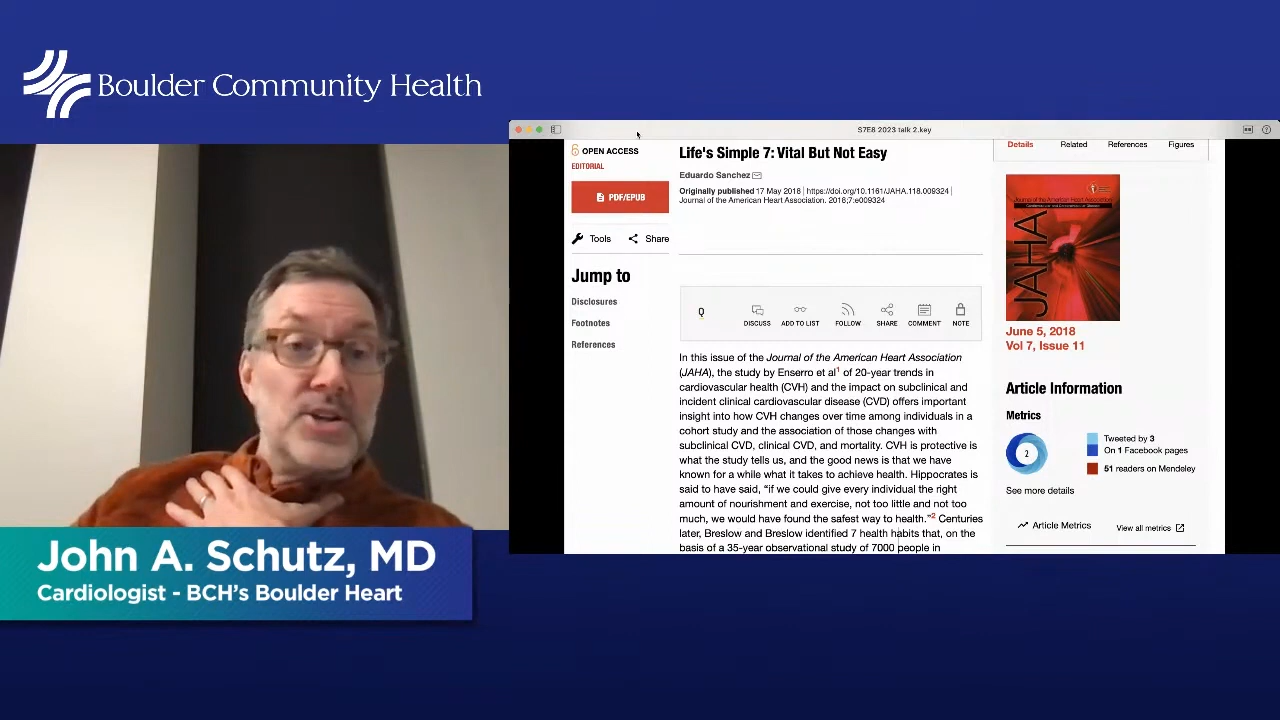 Boulder Community Health
S7E8 2023 talk 2.key
OPEN ACCESS
EDITORIAL
PDF/EPUB
Tools
Share
Jump to
Disclosures
Footnotes
References
Life's Simple 7: Vital But Not Easy
Eduardo Sanchez
Originally published 17 May 2018 | https://doi.org/10.1161/JAHA.118.009324 |
Journal of the American Heart Association. 2018;7:e009324
DISCUSS
ADD TO LIST
FOLLOW
SHARE
COMMENT
NOTE
In this issue of the Journal of the American Heart Association
(JAHA), the study by Enserro et al1 of 20-year trends in
cardiovascular health (CVH) and the impact on subclinical and
incident clinical cardiovascular disease (CVD) offers important
insight into how CVH changes over time among individuals in a
cohort study and the association of those changes with
subclinical CVD, clinical CVD, and mortality. CVH is protective is
what the study tells us, and the good news is that we have
known for a while what it takes to achieve health. Hippocrates is
said to have said, “if we could give every individual the right
amount of nourishment and exercise, not too little and not too
much, we would have found the safest way to health.”2 Centuries
later, Breslow and Breslow identified 7 health habits that, on the
basis of a 35-year observational study of 7000 people in
Details
Related
References
Figures
Journal of the American Heart Association
JAHA
June 5, 2018
Vol 7, Issue 11
Article Information
Metrics
2
Tweeted by 3
On 1 Facebook pages
51 readers on Mendeley
See more details
Article Metrics
View all metrics
John A. Schutz, MD
Cardiologist - BCH's Boulder Heart